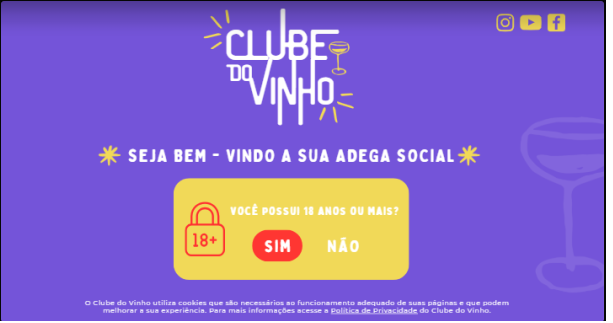 CLUBE
DO VINHO
SEJA BEM - VINDO A SUA ADEGA SOCIAL
VOCÊ POSSUI 18 ANOS OU MAIS?
18+
SIM NÃO
O Clube do Vinho utiliza cookies que são necessários ao funcionamento adequado de suas páginas e que podem
melhorar a sua experiência. Para mais informações acesse a Política de Privacidade do Clube do Vinho.